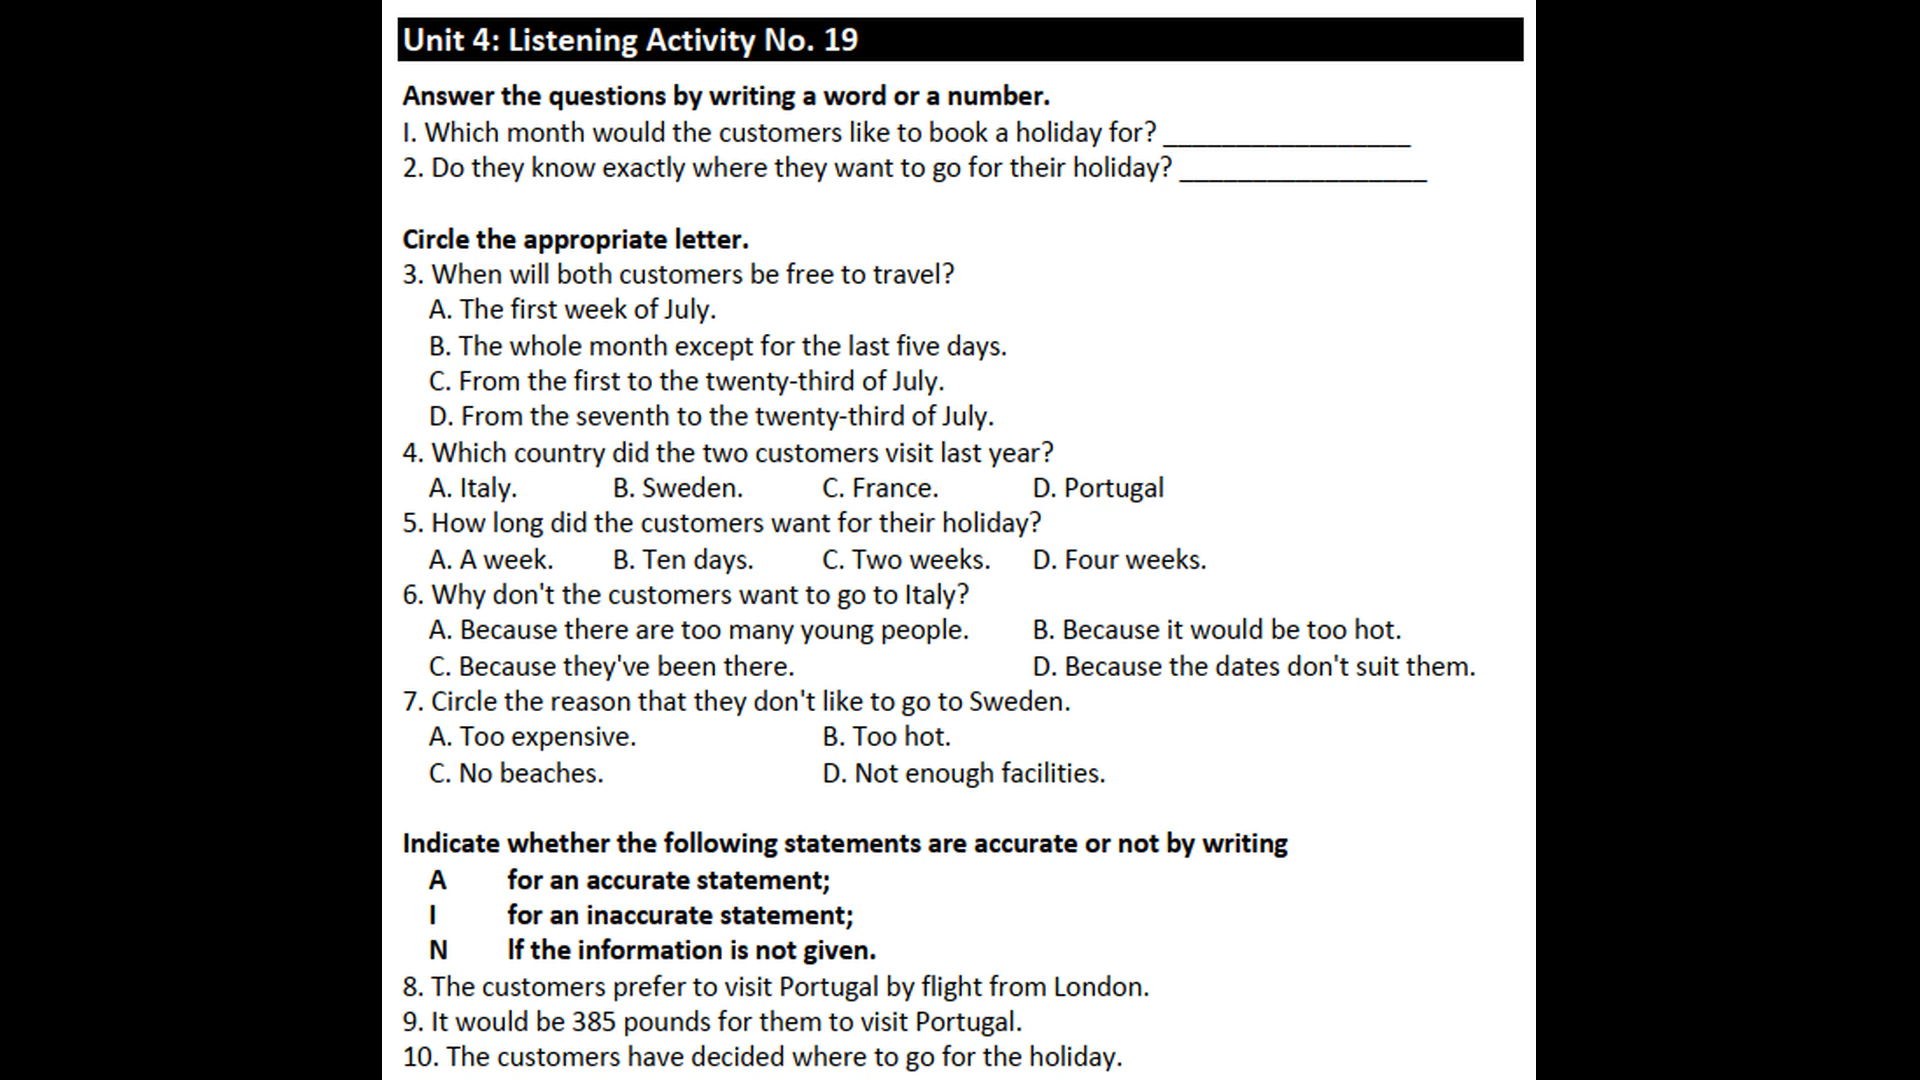 Unit 4: Listening Activity No. 19
Answer the questions by writing a word or a number.
I. Which month would the customers like to book a holiday for? _________________
2. Do they know exactly where they want to go for their holiday? _________________
Circle the appropriate letter.
3. When will both customers be free to travel?
A. The first week of July.
B. The whole month except for the last five days.
C. From the first to the twenty-third of July.
D. From the seventh to the twenty-third of July.
4. Which country did the two customers visit last year?
A. Italy. B. Sweden. C. France. D. Portugal
5. How long did the customers want for their holiday?
A. A week. B. Ten days. C. Two weeks. D. Four weeks.
6. Why don't the customers want to go to Italy?
A. Because there are too many young people. B. Because it would be too hot.
C. Because they've been there. D. Because the dates don't suit them.
7. Circle the reason that they don't like to go to Sweden.
A. Too expensive. B. Too hot.
C. No beaches. D. Not enough facilities.
Indicate whether the following statements are accurate or not by writing
A for an accurate statement;
I for an inaccurate statement;
N If the information is not given.
8. The customers prefer to visit Portugal by flight from London.
9. It would be 385 pounds for them to visit Portugal.
10. The customers have decided where to go for the holiday.